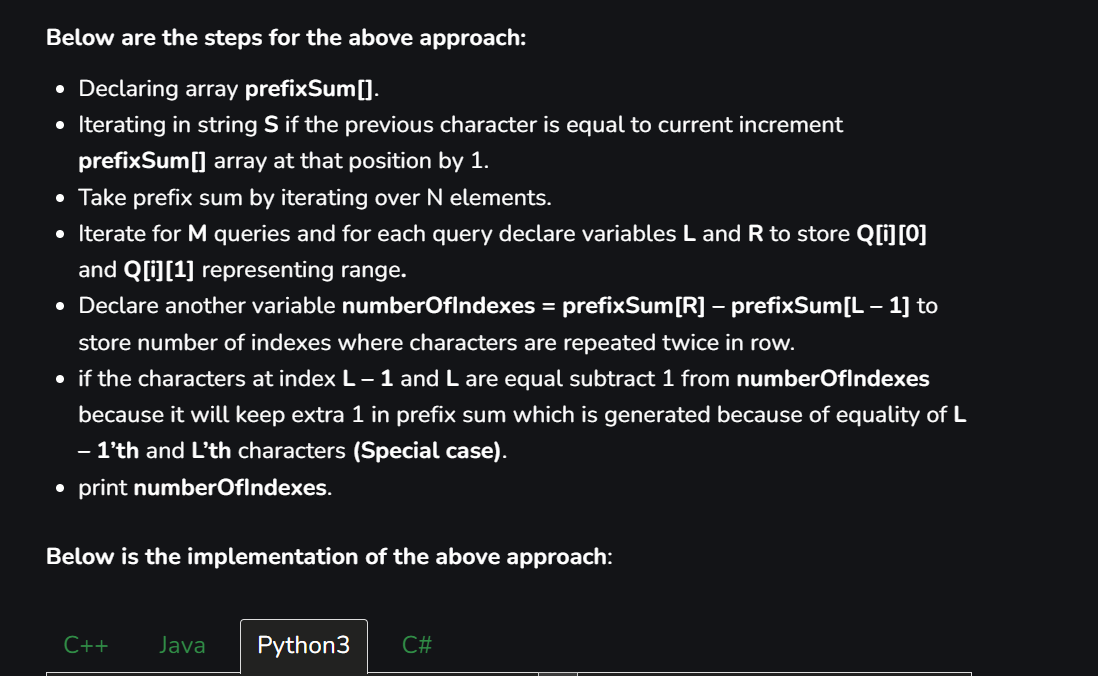 Below are the steps for the above approach:
• Declaring array prefixSum[].
• Iterating in string S if the previous character is equal to current increment
prefixSum[] array at that position by 1.
• Take prefix sum by iterating over N elements.
• Iterate for M queries and for each query declare variables L and R to store Q[i][0]
and Q[i][1] representing range.
• Declare another variable numberOfIndexes = prefixSum[R] – prefixSum[L – 1] to
store number of indexes where characters are repeated twice in row.
• if the characters at index L – 1 and L are equal subtract 1 from numberOfIndexes
because it will keep extra 1 in prefix sum which is generated because of equality of L
– 1’th and L’th characters (Special case).
• print numberOfIndexes.
Below is the implementation of the above approach:
C++ Java Python3 C#